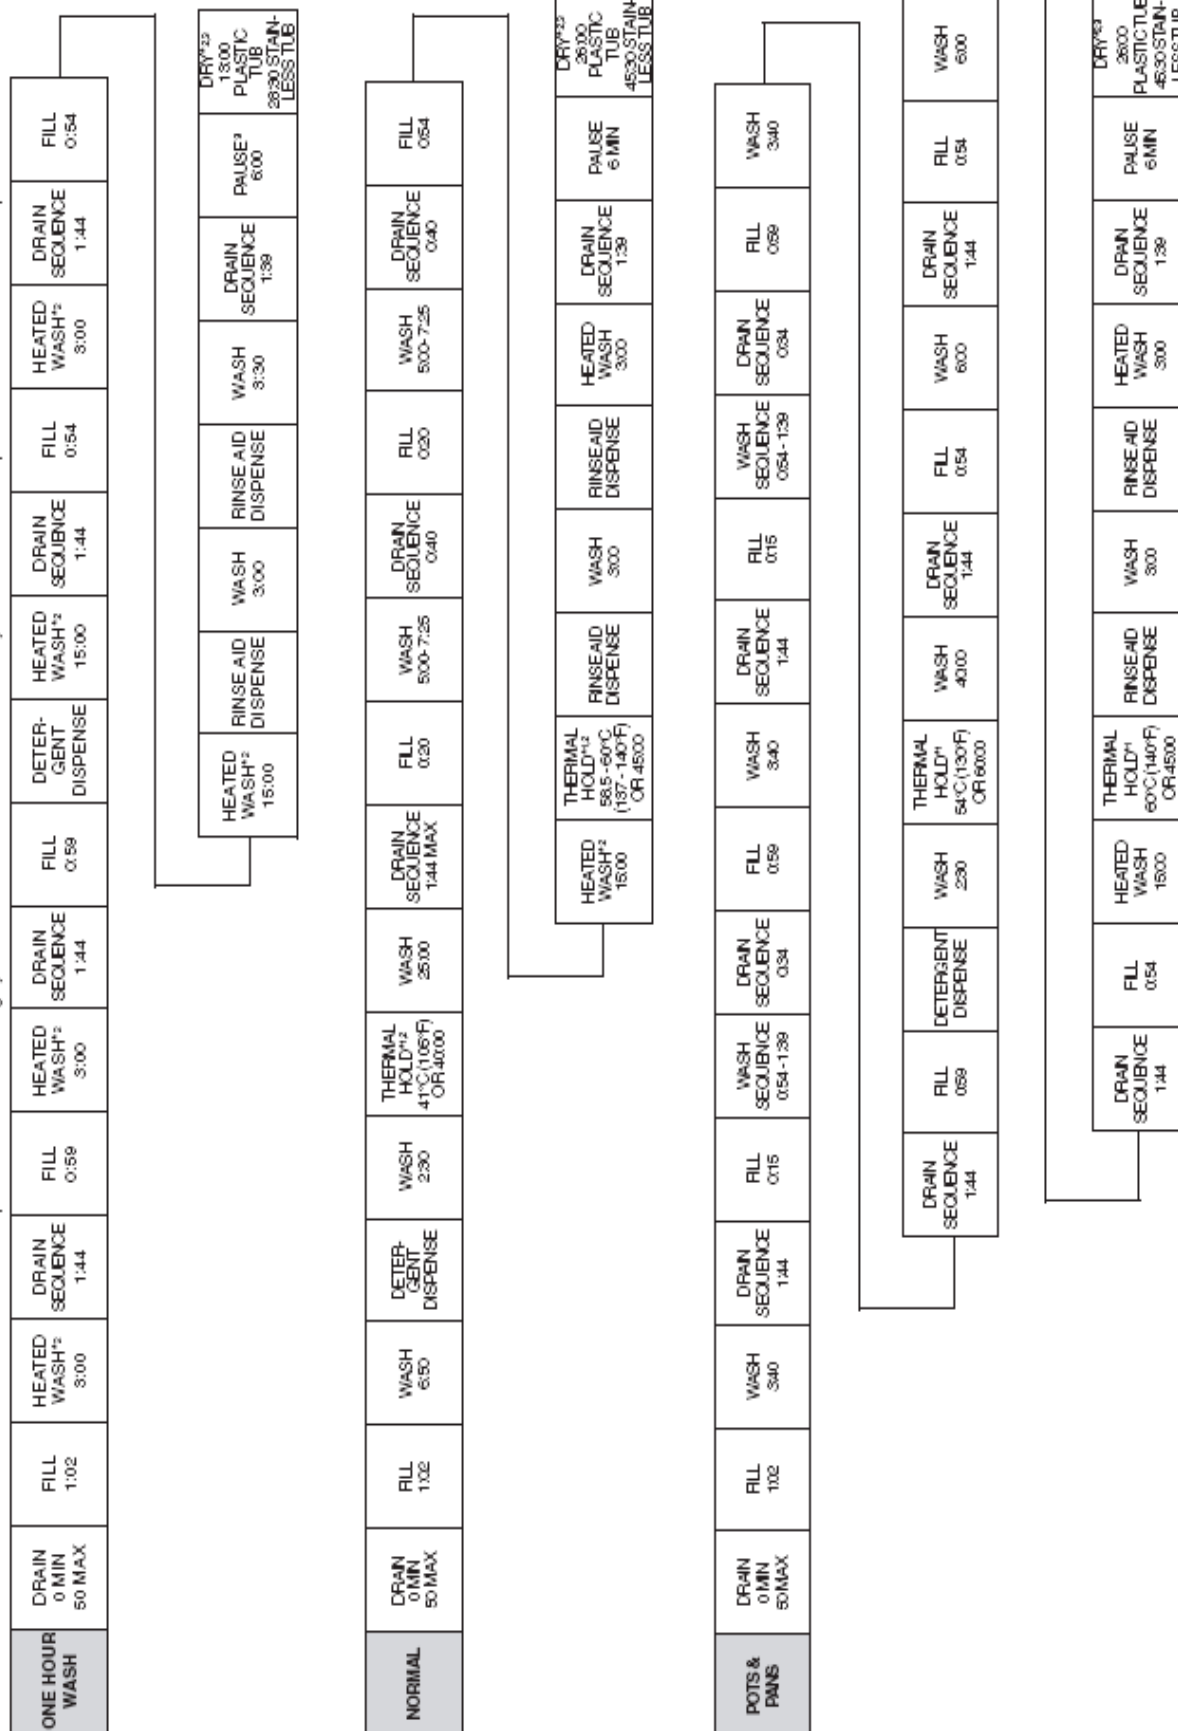 ONE HOUR
WASH
DRAIN
0 MIN
50 MAX
FILL
1:02
HEATED
WASH*²
3:00
DRAIN
SEQUENCE
1:44
FILL
0:59
HEATED
WASH*²
3:00
DRAIN
SEQUENCE
1:44
FILL
0:59
DETER-
GENT
DISPENSE
HEATED
WASH*²
15:00
DRAIN
SEQUENCE
1:44
FILL
0:54
HEATED
WASH*²
3:00
DRAIN
SEQUENCE
1:44
FILL
0:54
HEATED
WASH*²
15:00
RINSE AID
DISPENSE
WASH
3:00
RINSE AID
DISPENSE
WASH
3:30
DRAIN
SEQUENCE
1:39
PAUSE³
6:00
DRY*²,³
13:00
PLASTIC
TUB
28:30 STAIN-
LESS TUB
NORMAL
DRAIN
0 MIN
50 MAX
FILL
1:02
WASH
6:50
DETER-
GENT
DISPENSE
WASH
2:30
THERMAL
HOLD*¹,²
41°C (105°F)
OR 40:00
WASH
25:00
DRAIN
SEQUENCE
1:44 MAX
FILL
0:20
WASH
5:00-7:25
DRAIN
SEQUENCE
0:40
FILL
0:20
WASH
5:00-7:25
DRAIN
SEQUENCE
0:40
FILL
0:54
HEATED
WASH*²
15:00
THERMAL
HOLD*¹,²
58.5 - 60°C
(137 - 140°F)
OR 45:00
RINSE AID
DISPENSE
WASH
3:00
RINSE AID
DISPENSE
HEATED
WASH
3:00
DRAIN
SEQUENCE
1:39
PAUSE
6 MIN
DRY*²,³
26:00
PLASTIC
TUB
45:30 STAIN-
LESS TUB
POTS &
PANS
DRAIN
0 MIN
50 MAX
FILL
1:02
WASH
3:40
DRAIN
SEQUENCE
1:44
FILL
0:15
WASH
SEQUENCE
0:54 - 1:39
DRAIN
SEQUENCE
0:34
FILL
0:59
WASH
3:40
DRAIN
SEQUENCE
1:44
FILL
0:15
WASH
SEQUENCE
0:54 - 1:39
DRAIN
SEQUENCE
0:34
FILL
0:59
WASH
3:40
DRAIN
SEQUENCE
1:44
FILL
0:59
DETERGENT
DISPENSE
WASH
2:30
THERMAL
HOLD*¹
54°C (130°F)
OR 60:00
WASH
40:00
DRAIN
SEQUENCE
1:44
FILL
0:54
WASH
6:00
DRAIN
SEQUENCE
1:44
FILL
0:54
WASH
6:00
DRAIN
SEQUENCE
1:44
FILL
0:54
HEATED
WASH
15:00
THERMAL
HOLD*¹
60°C (140°F)
OR 45:00
RINSE AID
DISPENSE
WASH
3:00
RINSE AID
DISPENSE
HEATED
WASH
3:00
DRAIN
SEQUENCE
1:39
PAUSE
6 MIN
26:00
PLASTIC TUB
45:30 STAIN-
LESS TUB